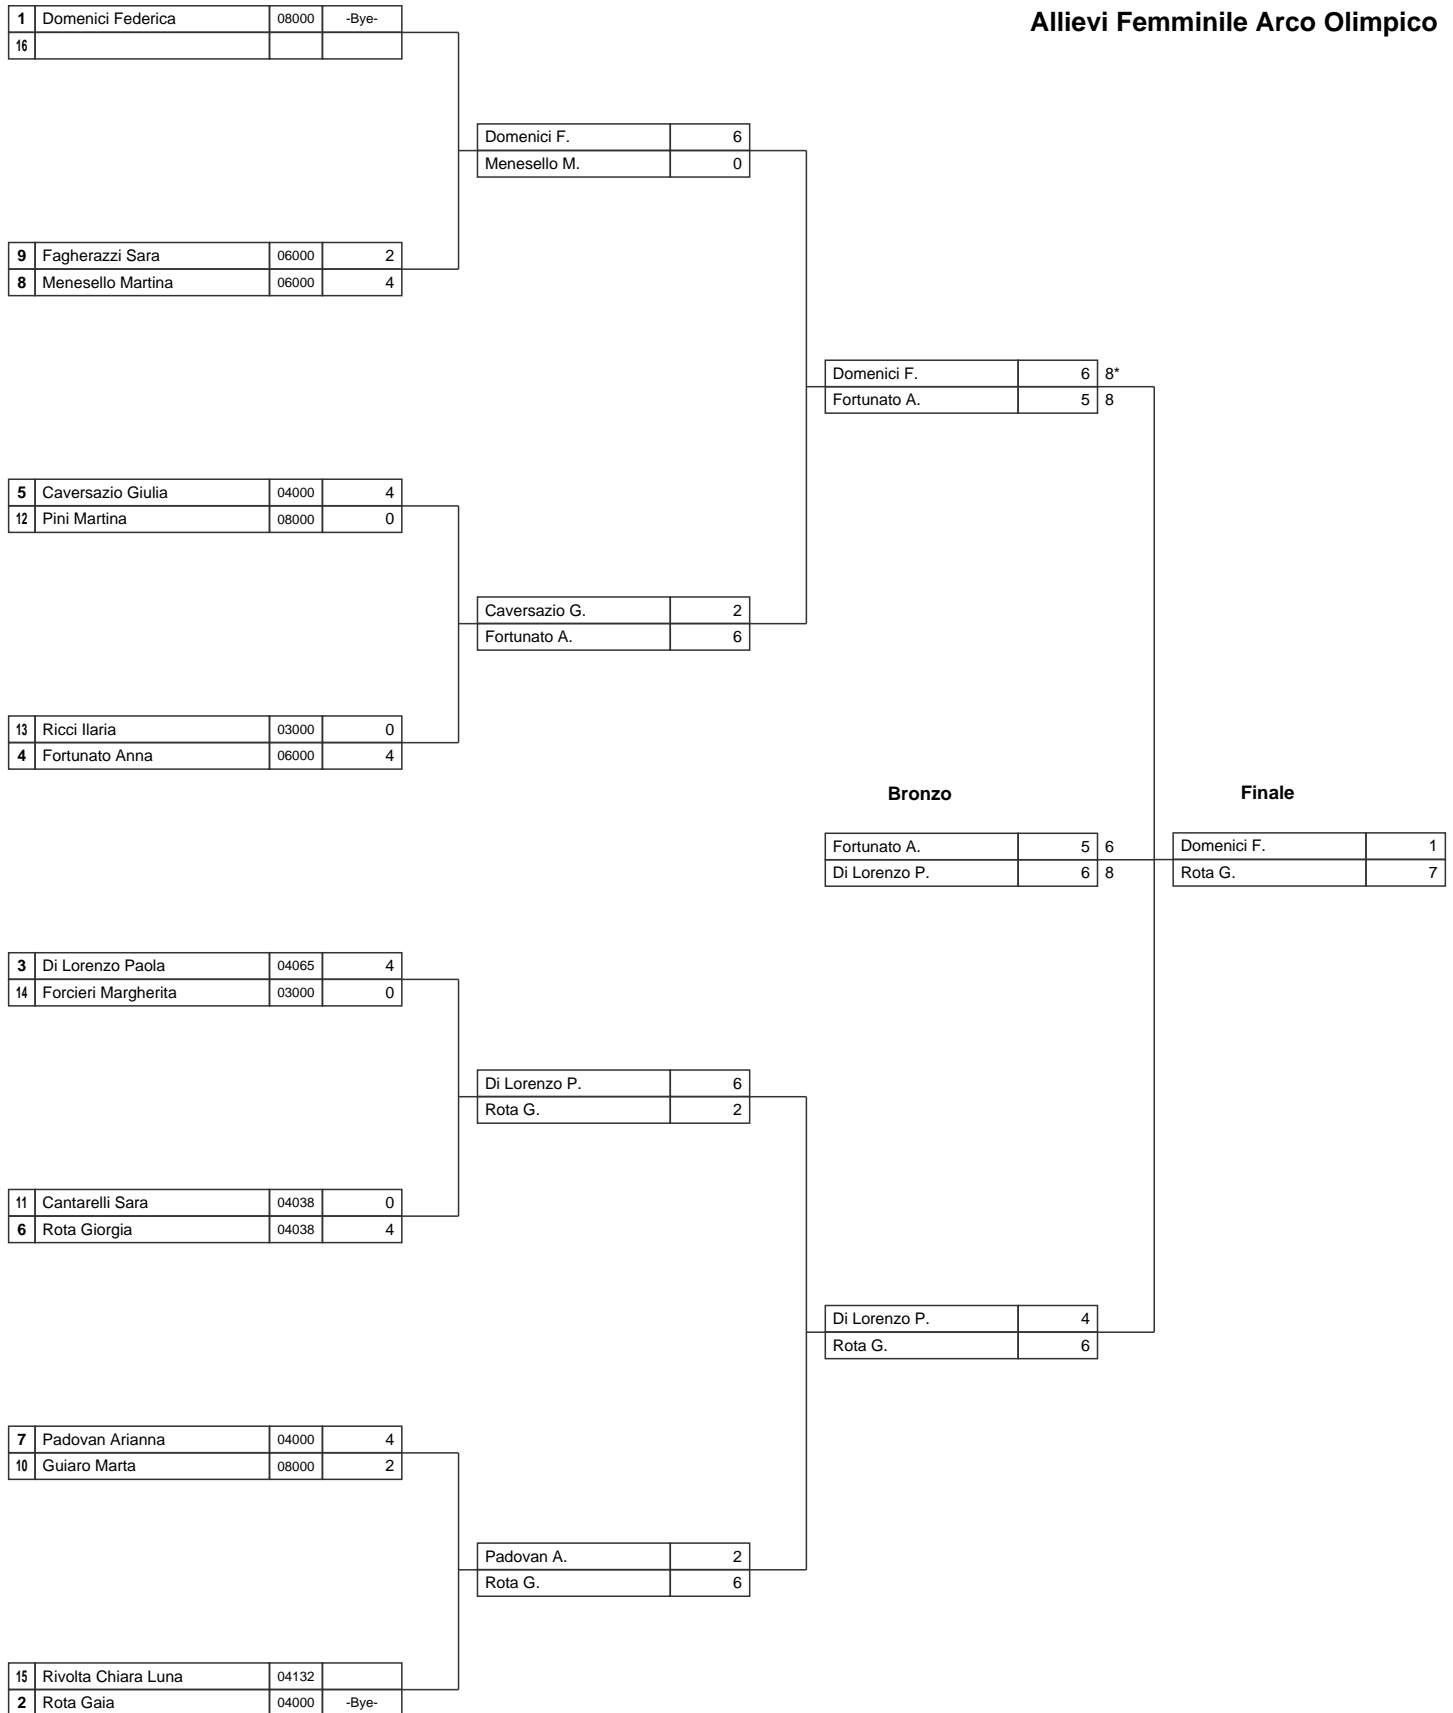 Allievi Femminile Arco Olimpico
1 Domenici Federica 08000 -Bye-
16
Domenici F. 6
Menesello M. 0
9 Fagherazzi Sara 06000 2
8 Menesello Martina 06000 4
Domenici F. 6 8*
Fortunato A. 5 8
5 Caversazio Giulia 04000 4
12 Pini Martina 08000 0
Caversazio G. 2
Fortunato A. 6
13 Ricci Ilaria 03000 0
4 Fortunato Anna 06000 4
Bronzo Finale
Fortunato A. 5 6 Domenici F. 1
Di Lorenzo P. 6 8 Rota G. 7
3 Di Lorenzo Paola 04065 4
14 Forcieri Margherita 03000 0
Di Lorenzo P. 6
Rota G. 2
11 Cantarelli Sara 04038 0
6 Rota Giorgia 04038 4
Di Lorenzo P. 4
Rota G. 6
7 Padovan Arianna 04000 4
10 Guiaro Marta 08000 2
Padovan A. 2
Rota G. 6
15 Rivolta Chiara Luna 04132
2 Rota Gaia 04000 -Bye-